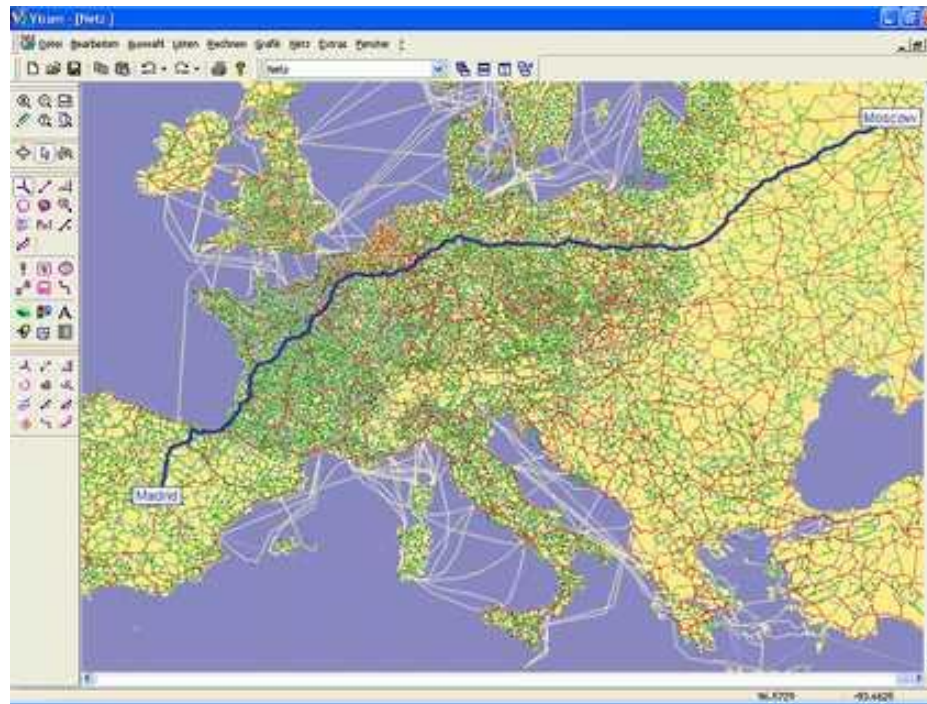 Visum - [Netz ]
Datei Bearbeiten Auswahl Listen Rechnen Grafik Netz Extras Fenster ?
Netz
Moscow
Madrid